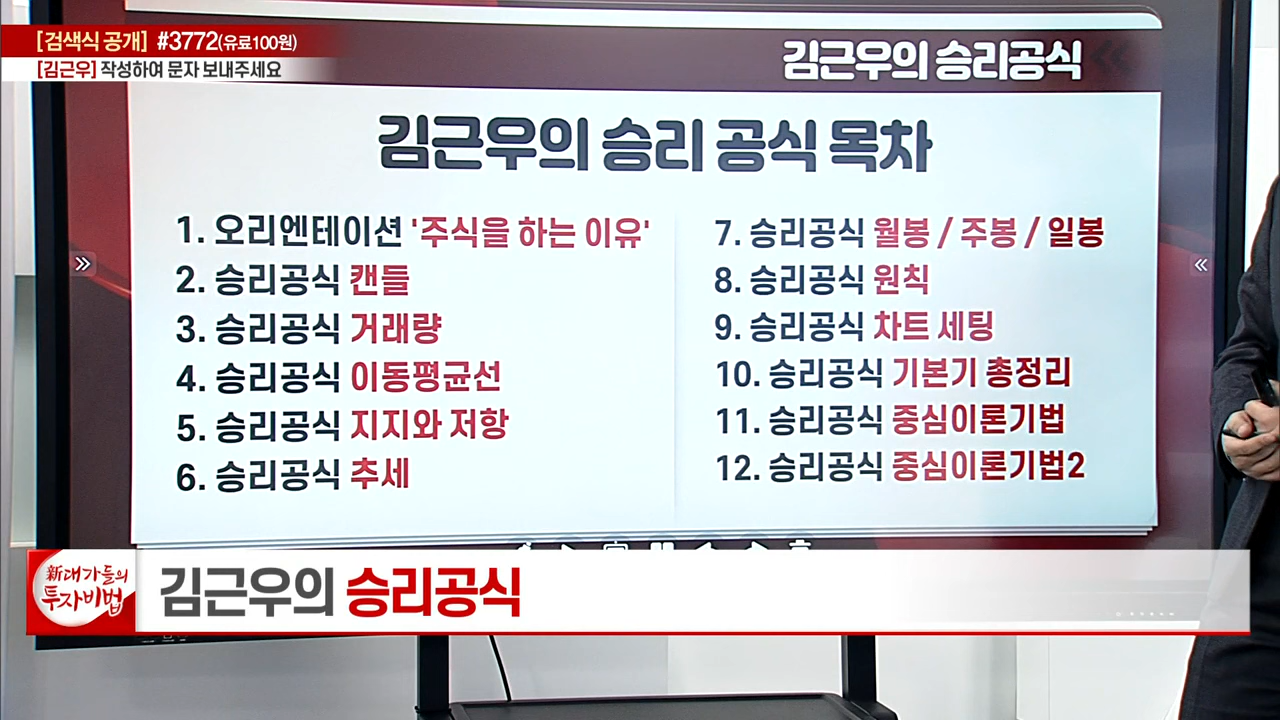 [검색식 공개] #3772(유료100원)
[김근우] 작성하여 문자 보내주세요
김근우의 승리공식
김근우의 승리 공식 목차
1. 오리엔테이션 '주식을 하는 이유'
2. 승리공식 캔들
3. 승리공식 거래량
4. 승리공식 이동평균선
5. 승리공식 지지와 저항
6. 승리공식 추세
7. 승리공식 월봉 / 주봉 / 일봉
8. 승리공식 원칙
9. 승리공식 차트 세팅
10. 승리공식 기본기 총정리
11. 승리공식 중심이론기법
12. 승리공식 중심이론기법2
新대가들의
투자비법
김근우의 승리공식